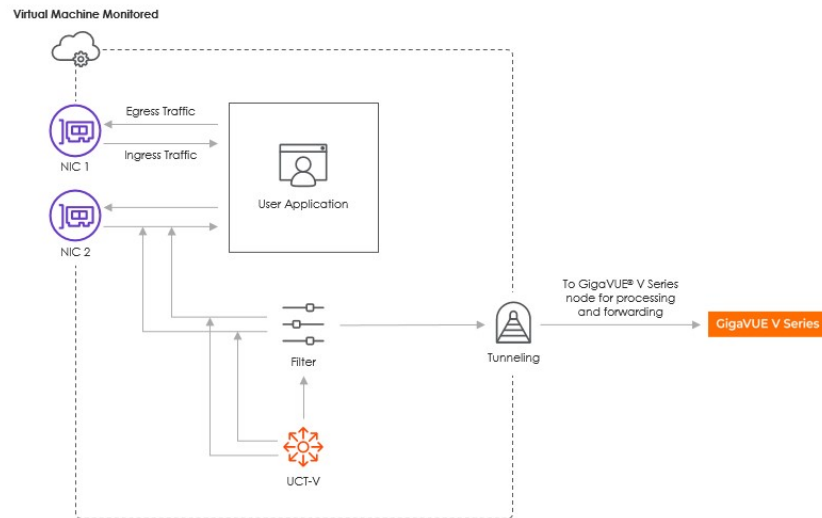 Virtual Machine Monitored
Egress Traffic
NIC 1
Ingress Traffic
User Application
NIC 2
To GigaVUE® V Series
node for processing
and forwarding
GigaVUE V Series
Filter
Tunneling
UCT-V